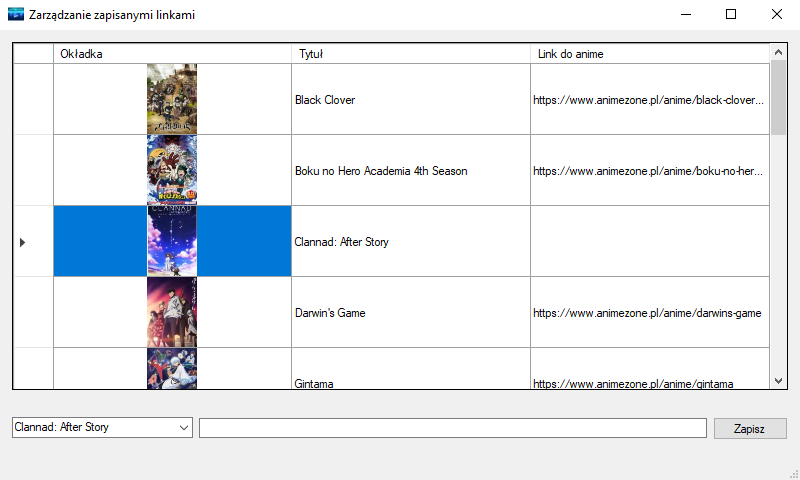 Zarządzanie zapisanymi linkami
Okładka Tytuł Link do anime
Black Clover https://www.animezone.pl/anime/black-clover...
Boku no Hero Academia 4th Season https://www.animezone.pl/anime/boku-no-her...
CLANNAD
Clannad: After Story
Darwin's Game https://www.animezone.pl/anime/darwins-game
Gintama https://www.animezone.pl/anime/gintama
Clannad: After Story Zapisz